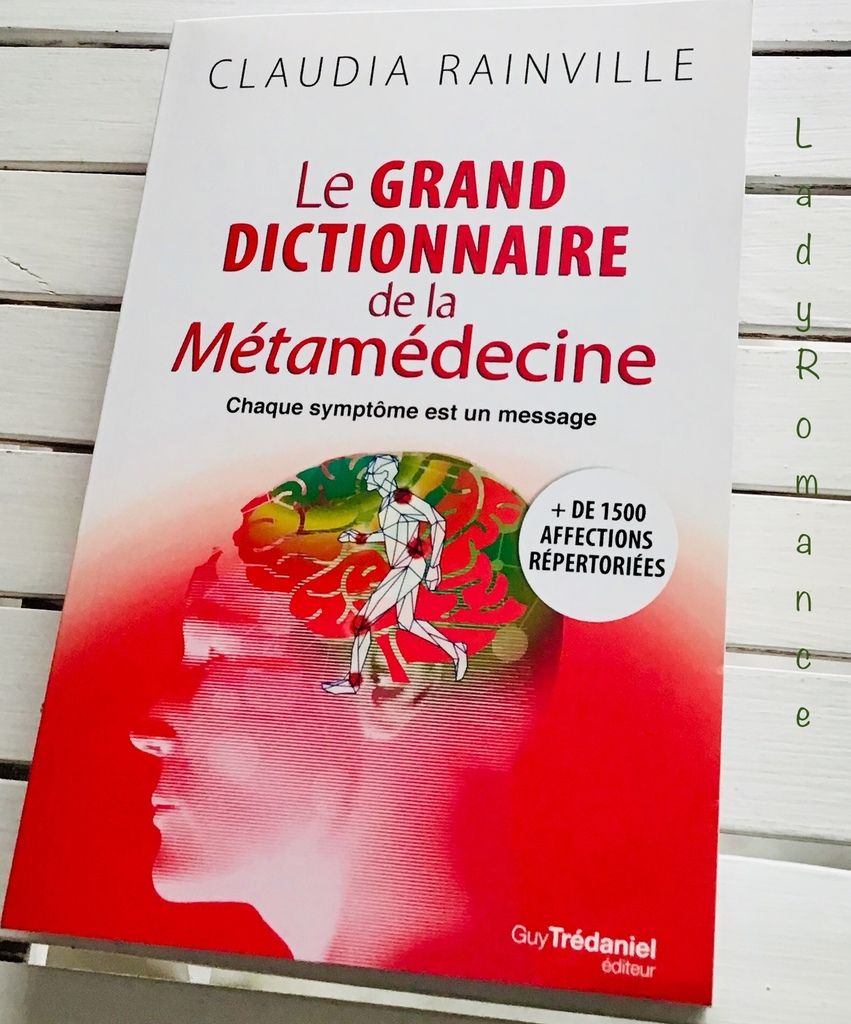 CLAUDIA RAINVILLE
Le GRAND
DICTIONNAIRE
de la
Métamédecine
Chaque symptôme est un message
+ DE 1500
AFFECTIONS
RÉPERTORIÉES
GuyTrédaniel
éditeur
LadyRomance